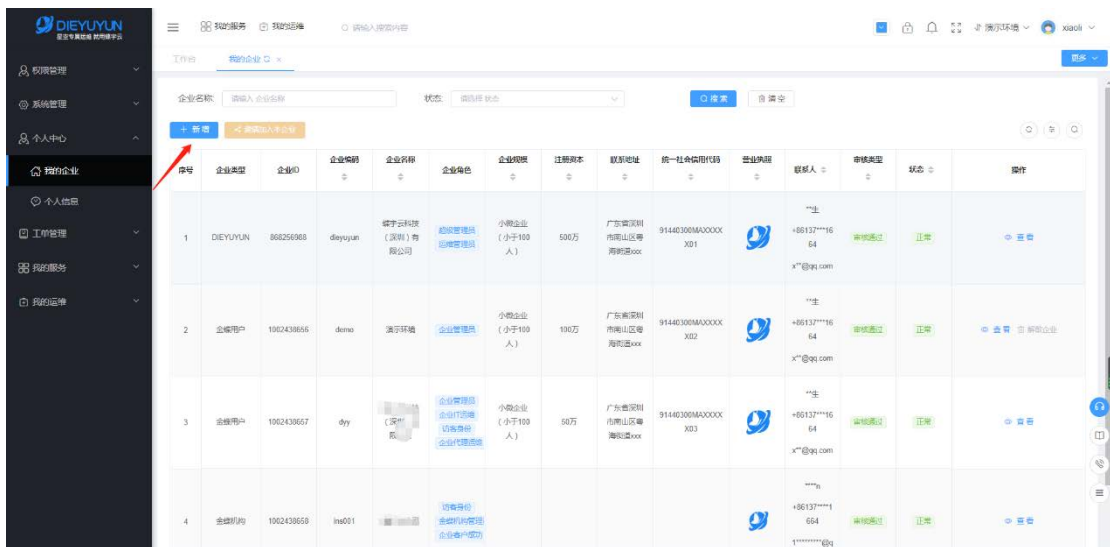 DIEYUYUN
星空专属运维 就用蝶宇云
我的服务 我的运维 请输入搜索内容 演示环境 xiaoli
工作台 我的企业 更多
权限管理
系统管理
个人中心
我的企业
个人信息
工单管理
我的服务
我的运维
企业名称: 请输入 企业名称 状态: 请选择 状态 搜索 清空
+ 新增 申请加入本企业
序号 企业类型 企业ID 企业编码 企业名称 企业角色 企业规模 注册资本 联系地址 统一社会信用代码 营业执照 联系人 审核类型 状态 操作
1 DIEYUYUN 868256988 dieyuyun 蝶宇云科技(深圳)有限公司 超级管理员 运维管理员 小微企业(小于100人) 500万 广东省深圳市南山区粤海街道xxx 91440300MAXXXXX01 **生 +86137****1664 x**@qq.com 审核通过 正常 查看
2 金蝶用户 1002438656 demo 演示环境 企业管理员 小微企业(小于100人) 100万 广东省深圳市南山区粤海街道xxx 91440300MAXXXXX02 **生 +86137****1664 x**@qq.com 审核通过 正常 查看 解散企业
3 金蝶用户 1002438657 dyy (深 限 企业管理员 企业IT运维 访客身份 企业代理运维 小微企业(小于100人) 50万 广东省深圳市南山区粤海街道xxx 91440300MAXXXXX03 **生 +86137****1664 x**@qq.com 审核通过 正常 查看
4 金蝶机构 1002438658 ins001 访客身份 金蝶机构管理 企业客户成功 ****n +86137****1664 1*********@q 审核通过 正常 查看